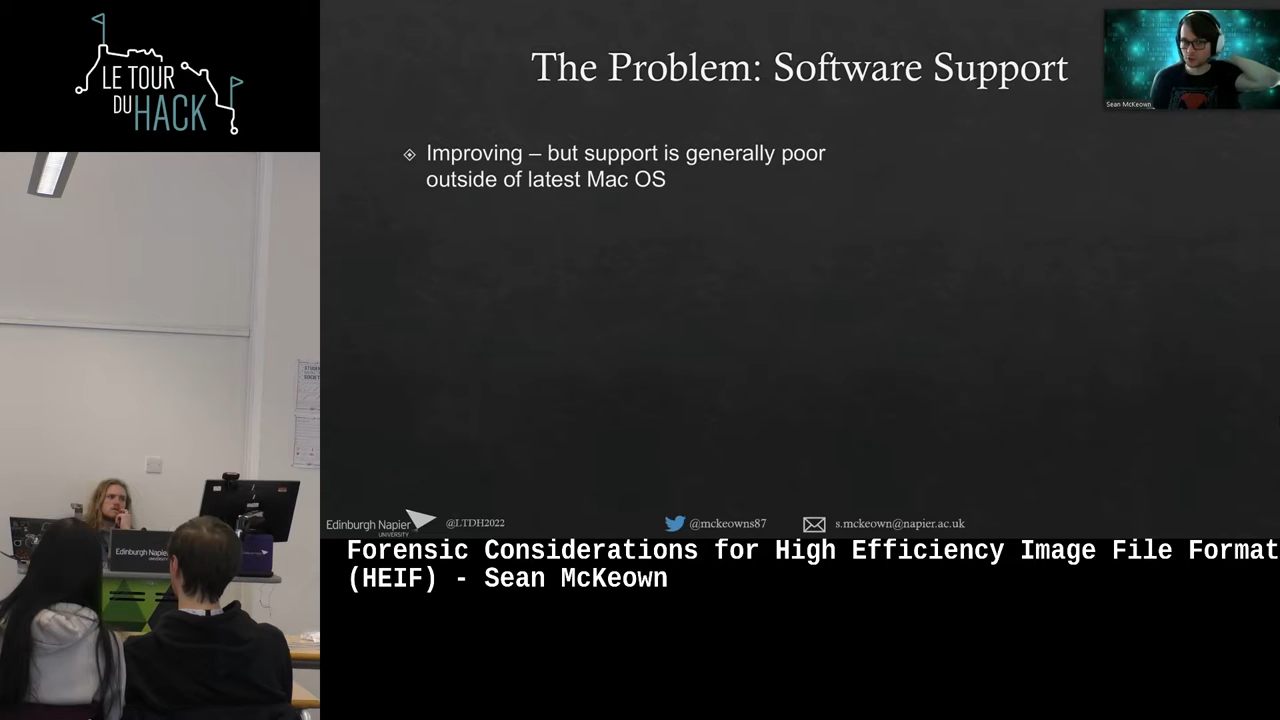 LE TOUR
DU HACK
The Problem: Software Support
Sean McKeown
Improving – but support is generally poor
outside of latest Mac OS
Edinburgh Napier
UNIVERSITY
@LTDH2022
@mckeowns87
s.mckeown@napier.ac.uk
Forensic Considerations for High Efficiency Image File Format
(HEIF) - Sean McKeown
Edinburgh Napier